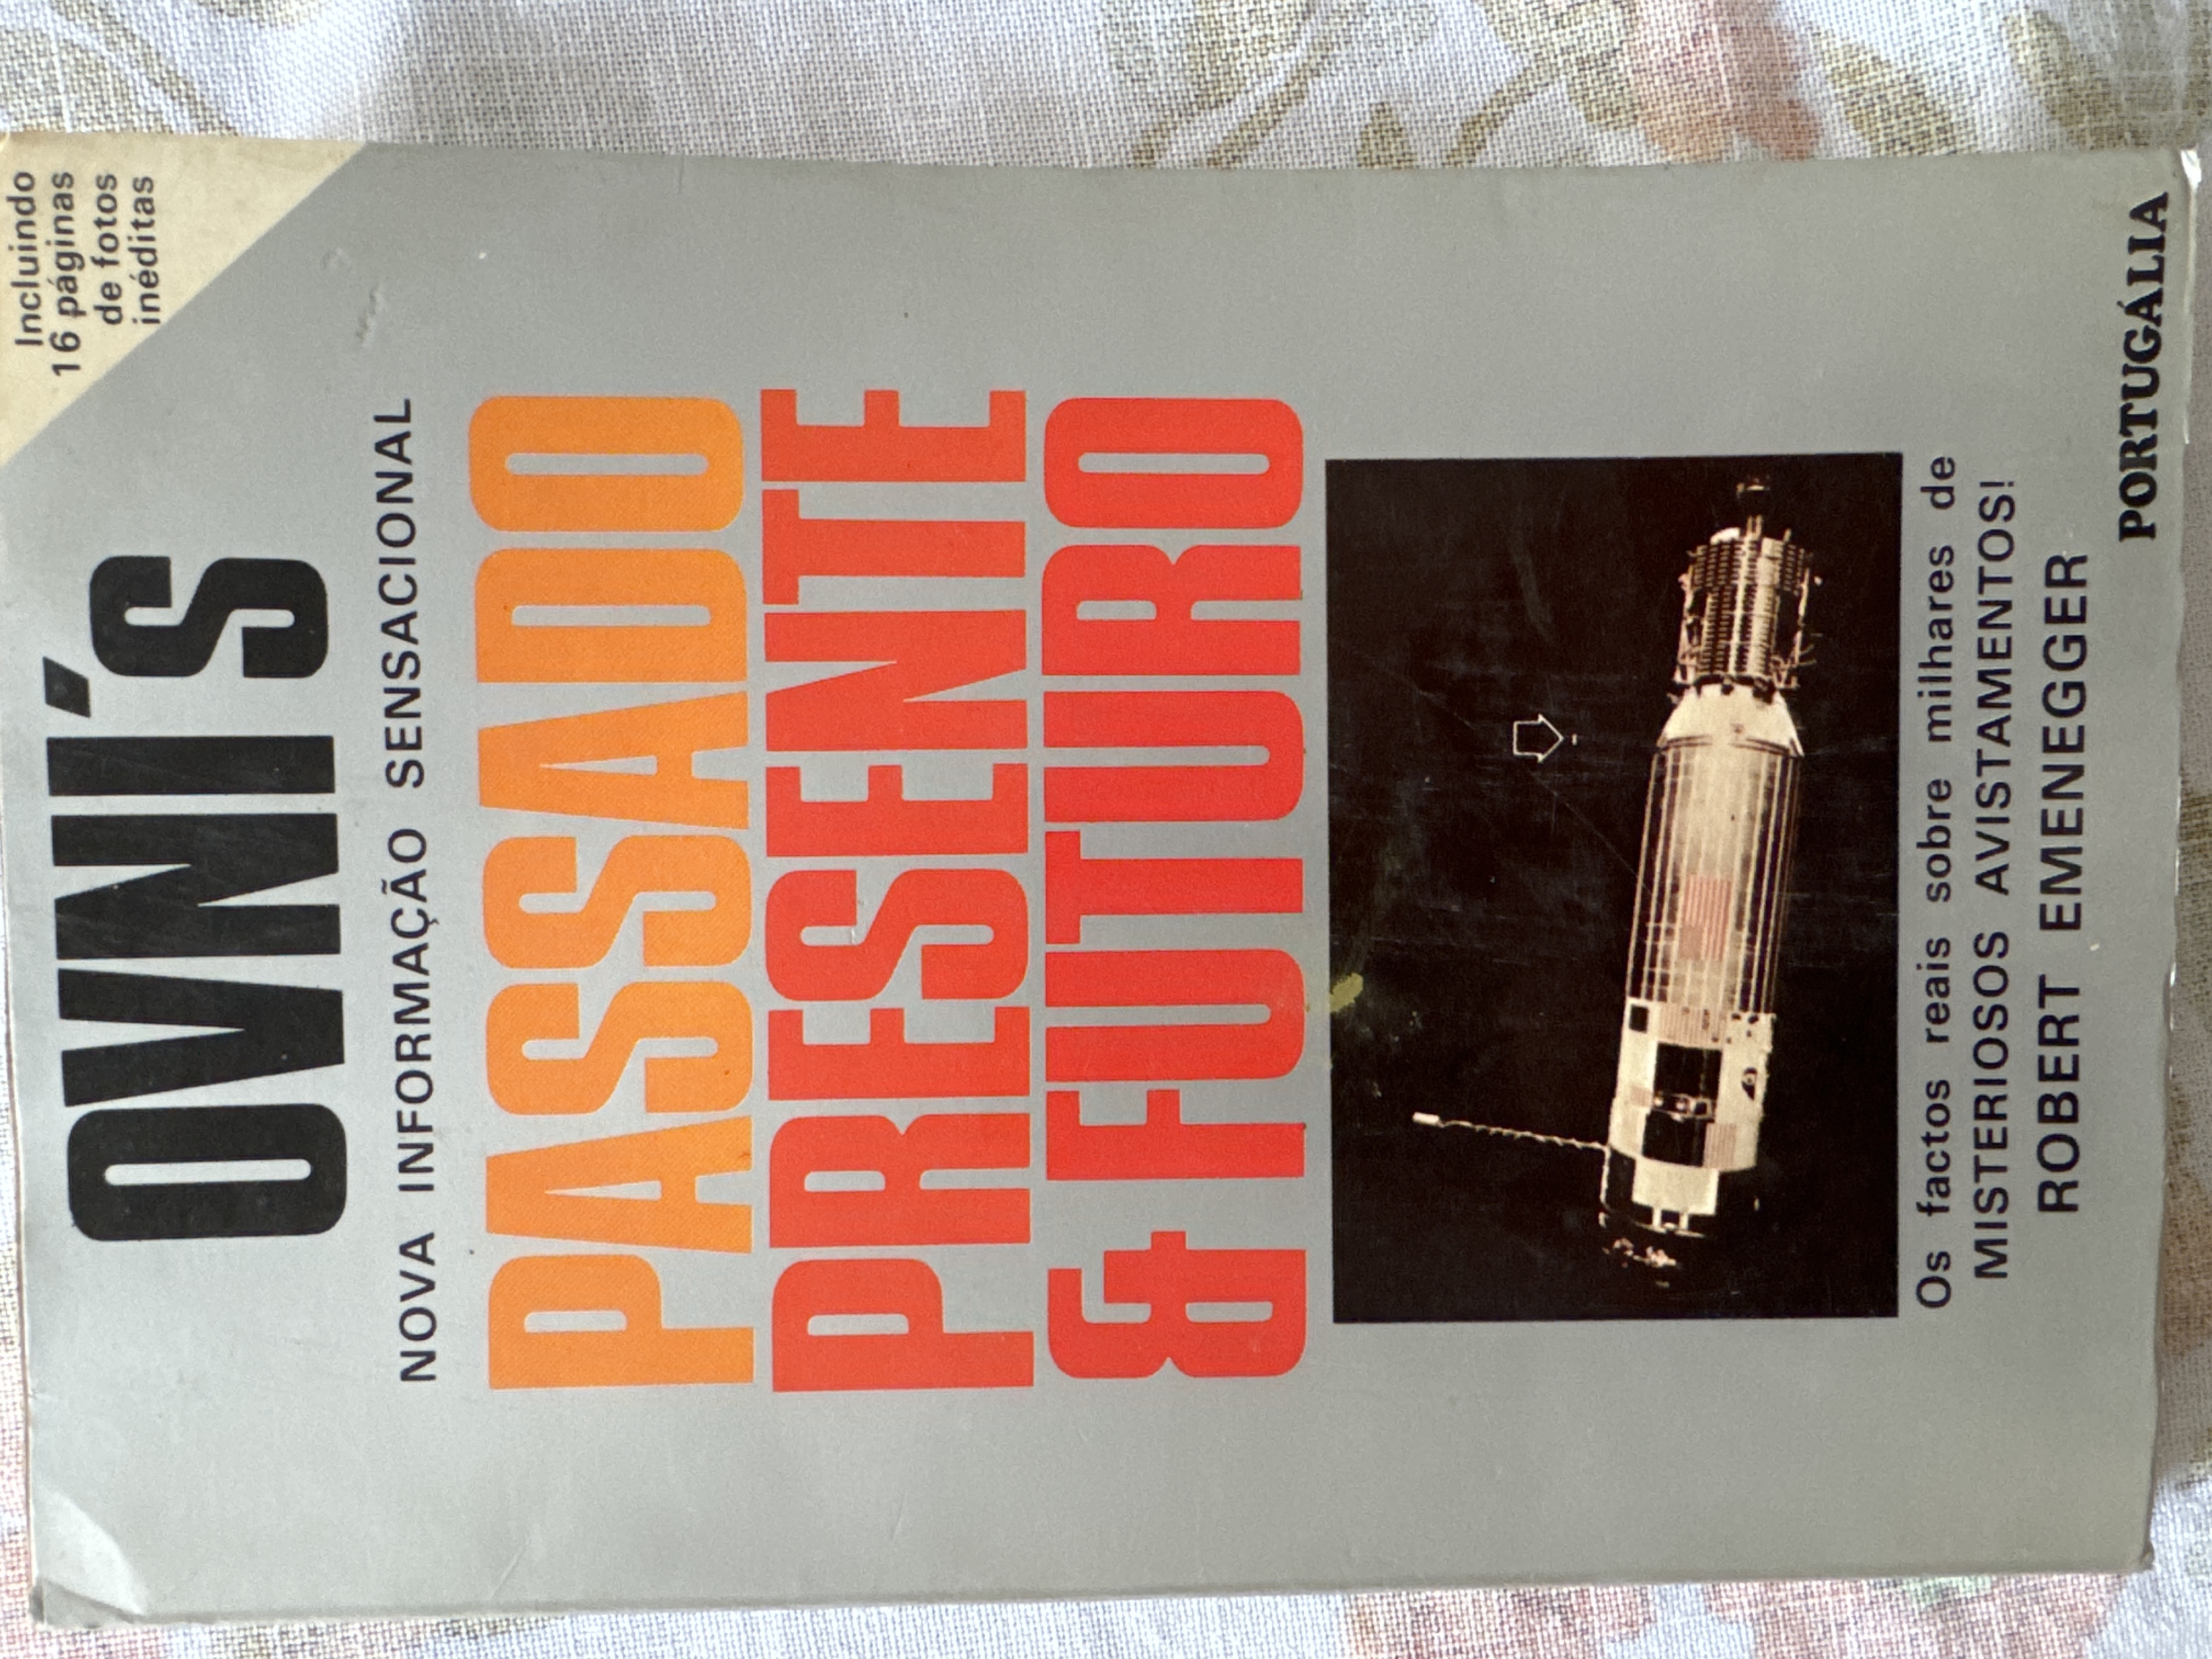 Incluindo
16 páginas
de fotos
inéditas
OVNI´s
NOVA INFORMAÇÃO SENSACIONAL
PASSADO
PRESENTE
& FUTURO
Os factos reais sobre milhares de
MISTERIOSOS AVISTAMENTOS!
ROBERT EMENEGGER
PORTUGÁLIA